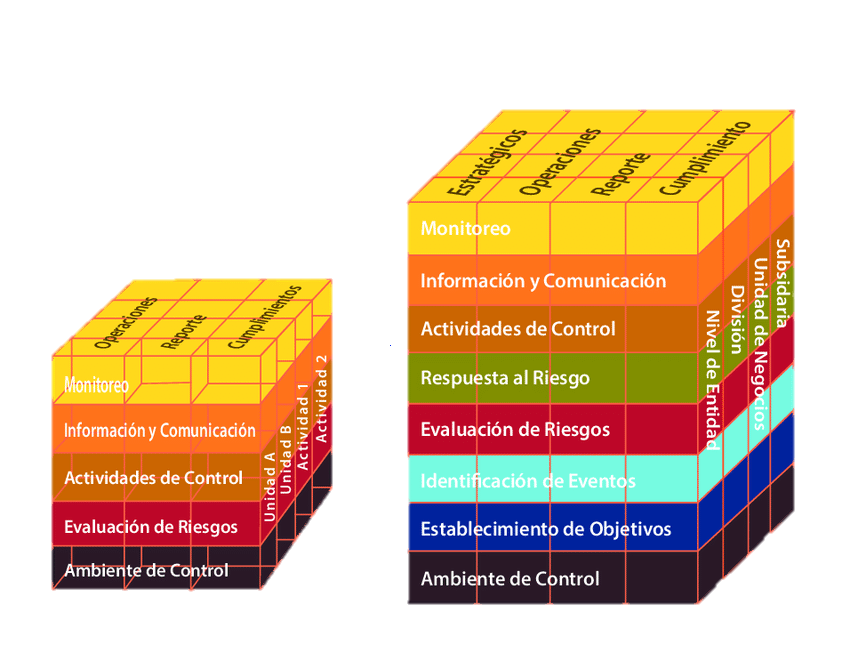 Operaciones
Reporte
Cumplimientos
Monitoreo
Información y Comunicación
Actividades de Control
Evaluación de Riesgos
Ambiente de Control
Unidad A
Unidad B
Actividad 1
Actividad 2
Estratégicos
Operaciones
Reporte
Cumplimiento
Monitoreo
Información y Comunicación
Actividades de Control
Respuesta al Riesgo
Evaluación de Riesgos
Identificación de Eventos
Establecimiento de Objetivos
Ambiente de Control
Nivel de Entidad
División
Unidad de Negocios
Subsidaria